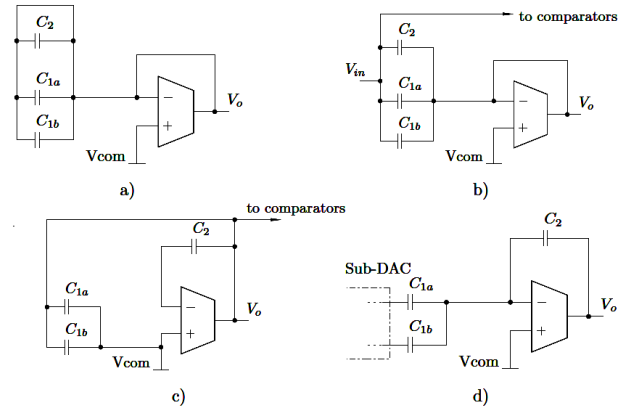 C2
C1a
C1b
Vcom
−
+
Vo
a)
to comparators
C2
Vin
C1a
C1b
Vcom
−
+
Vo
b)
to comparators
C2
C1a
C1b
Vcom
−
+
Vo
c)
C2
Sub-DAC
C1a
C1b
Vcom
−
+
Vo
d)